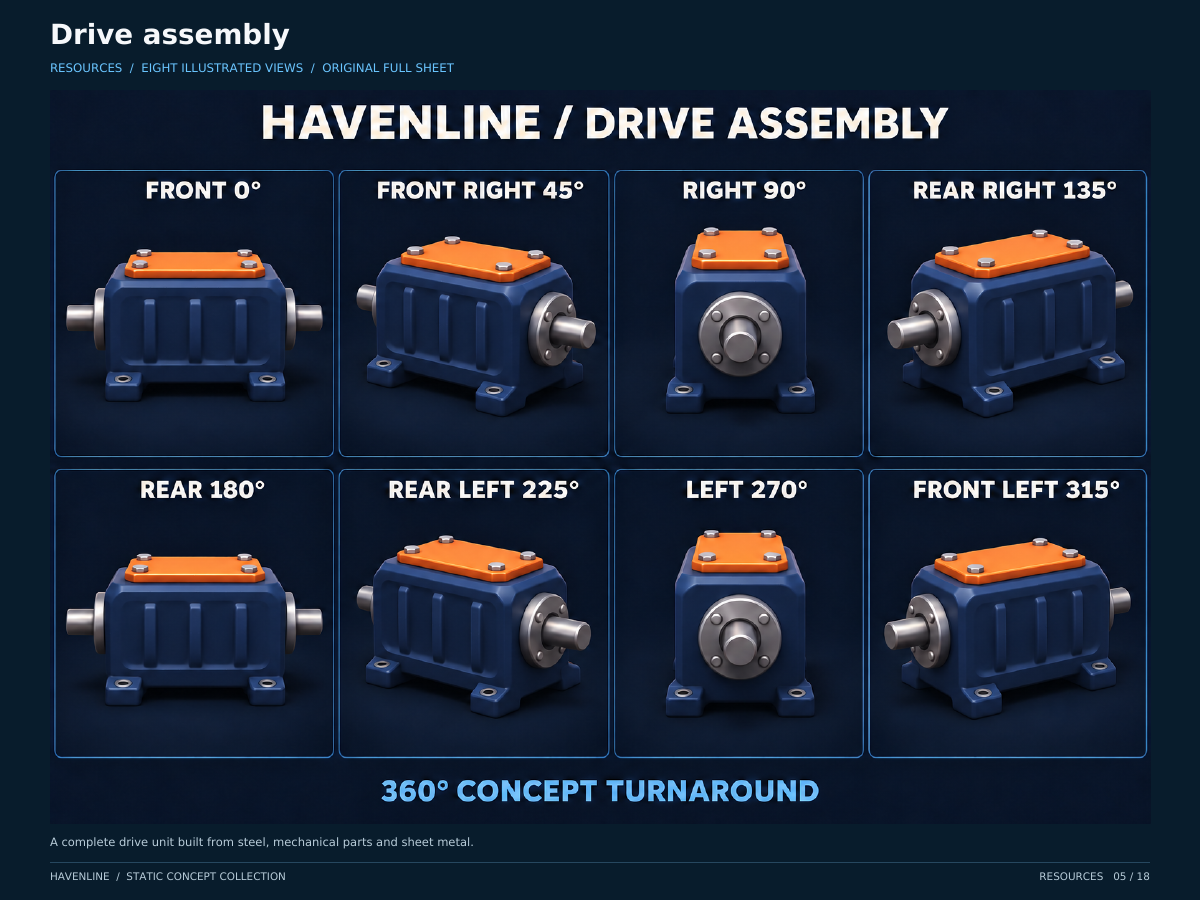 Drive assembly
RESOURCES / EIGHT ILLUSTRATED VIEWS / ORIGINAL FULL SHEET
HAVENLINE / DRIVE ASSEMBLY
FRONT 0°
FRONT RIGHT 45°
RIGHT 90°
REAR RIGHT 135°
REAR 180°
REAR LEFT 225°
LEFT 270°
FRONT LEFT 315°
360° CONCEPT TURNAROUND
A complete drive unit built from steel, mechanical parts and sheet metal.
HAVENLINE / STATIC CONCEPT COLLECTION
RESOURCES 05 / 18